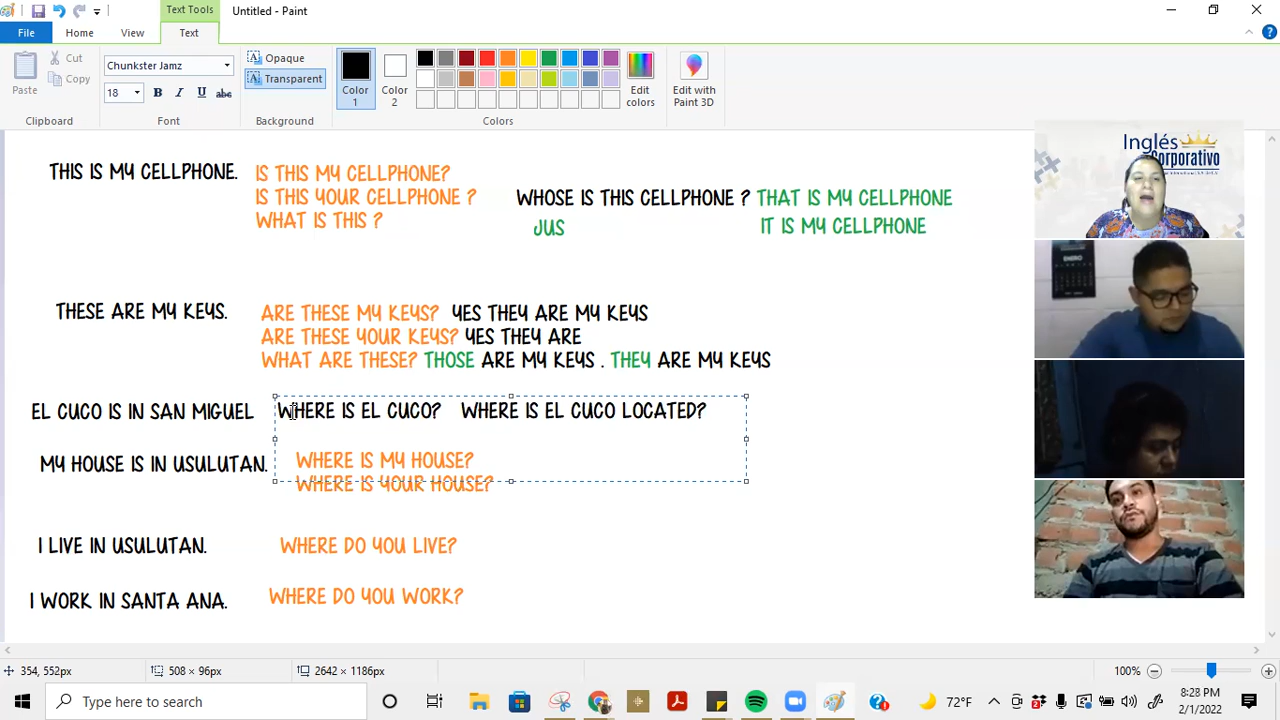 Untitled - Paint
Text Tools
File
Home
View
Text
Paste
Cut
Copy
Clipboard
Chunkster Jamz
18
B I U abc
Font
Opaque
Transparent
Background
Color 1
Color 2
Edit colors
Edit with Paint 3D
Colors
THIS IS MY CELLPHONE.
IS THIS MY CELLPHONE?
IS THIS YOUR CELLPHONE ?
WHAT IS THIS ?
WHOSE IS THIS CELLPHONE ? THAT IS MY CELLPHONE
JUS
IT IS MY CELLPHONE
THESE ARE MY KEYS.
ARE THESE MY KEYS? YES THEY ARE MY KEYS
ARE THESE YOUR KEYS? YES THEY ARE
WHAT ARE THESE? THOSE ARE MY KEYS . THEY ARE MY KEYS
EL CUCO IS IN SAN MIGUEL
WHERE IS EL CUCO? WHERE IS EL CUCO LOCATED?
MY HOUSE IS IN USULUTAN.
WHERE IS MY HOUSE?
WHERE IS YOUR HOUSE?
I LIVE IN USULUTAN.
WHERE DO YOU LIVE?
I WORK IN SANTA ANA.
WHERE DO YOU WORK?
Inglés
Corporativo
ENERO
354, 552px
508 × 96px
2642 × 1186px
100%
Type here to search
72°F
8:28 PM
2/1/2022